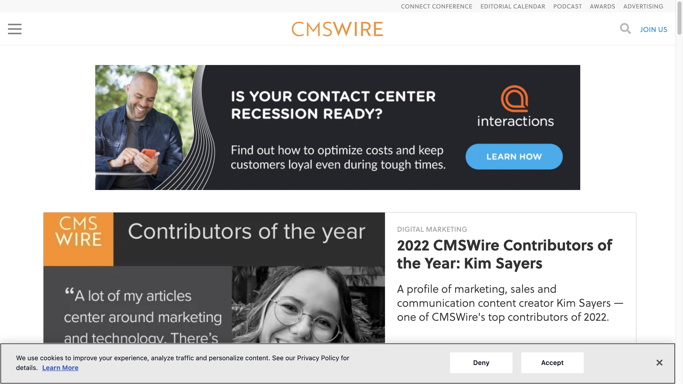 CONNECT CONFERENCE EDITORIAL CALENDAR PODCAST AWARDS ADVERTISING
CMSWIRE
JOIN US
IS YOUR CONTACT CENTER
RECESSION READY?
Find out how to optimize costs and keep
customers loyal even during tough times.
interactions
LEARN HOW
CMS
WIRE
Contributors of the year
“A lot of my articles
center around marketing
and technology. There's
DIGITAL MARKETING
2022 CMSWire Contributors of
the Year: Kim Sayers
A profile of marketing, sales and
communication content creator Kim Sayers —
one of CMSWire's top contributors of 2022.
We use cookies to improve your experience, analyze traffic and personalize content. See our Privacy Policy for
details. Learn More
Deny
Accept